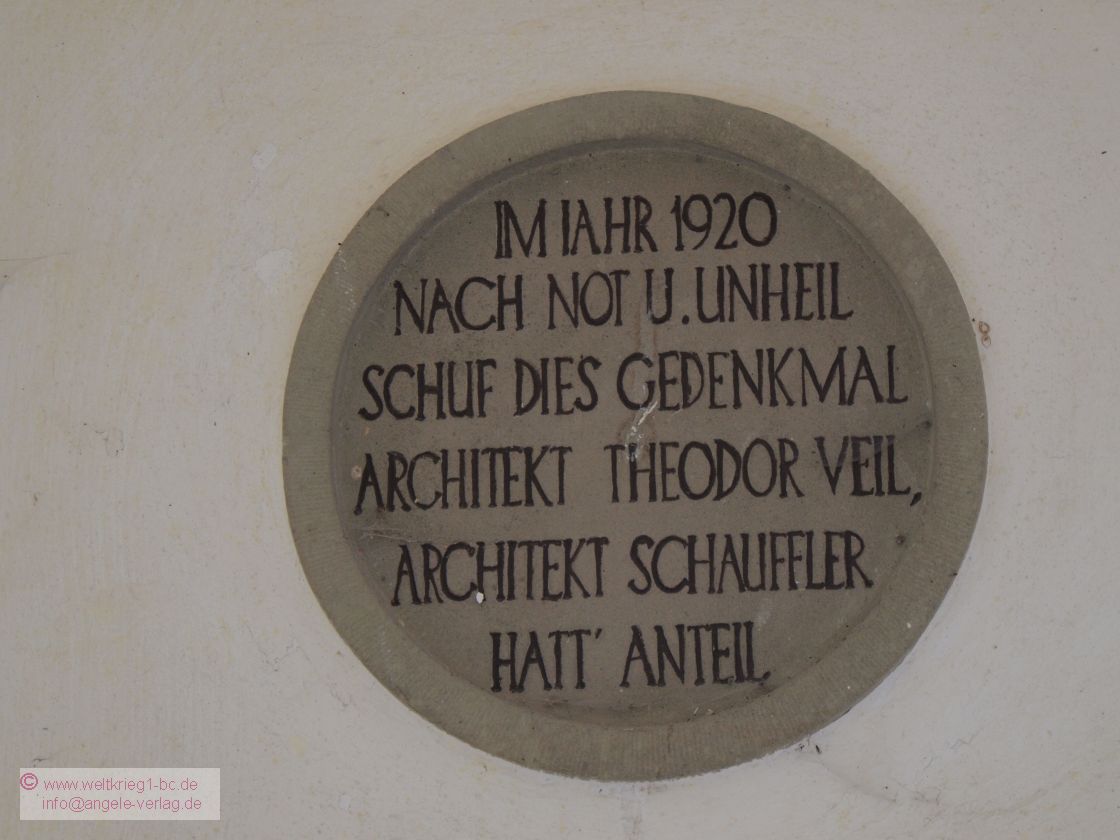 IM IAHR 1920
NACH NOT U. UNHEIL
SCHUF DIES GEDENKMAL
ARCHITEKT THEODOR VEIL,
ARCHITEKT SCHAUFFLER
HATT' ANTEIL.
© www.weltkrieg1-bc.de
info@angele-verlag.de